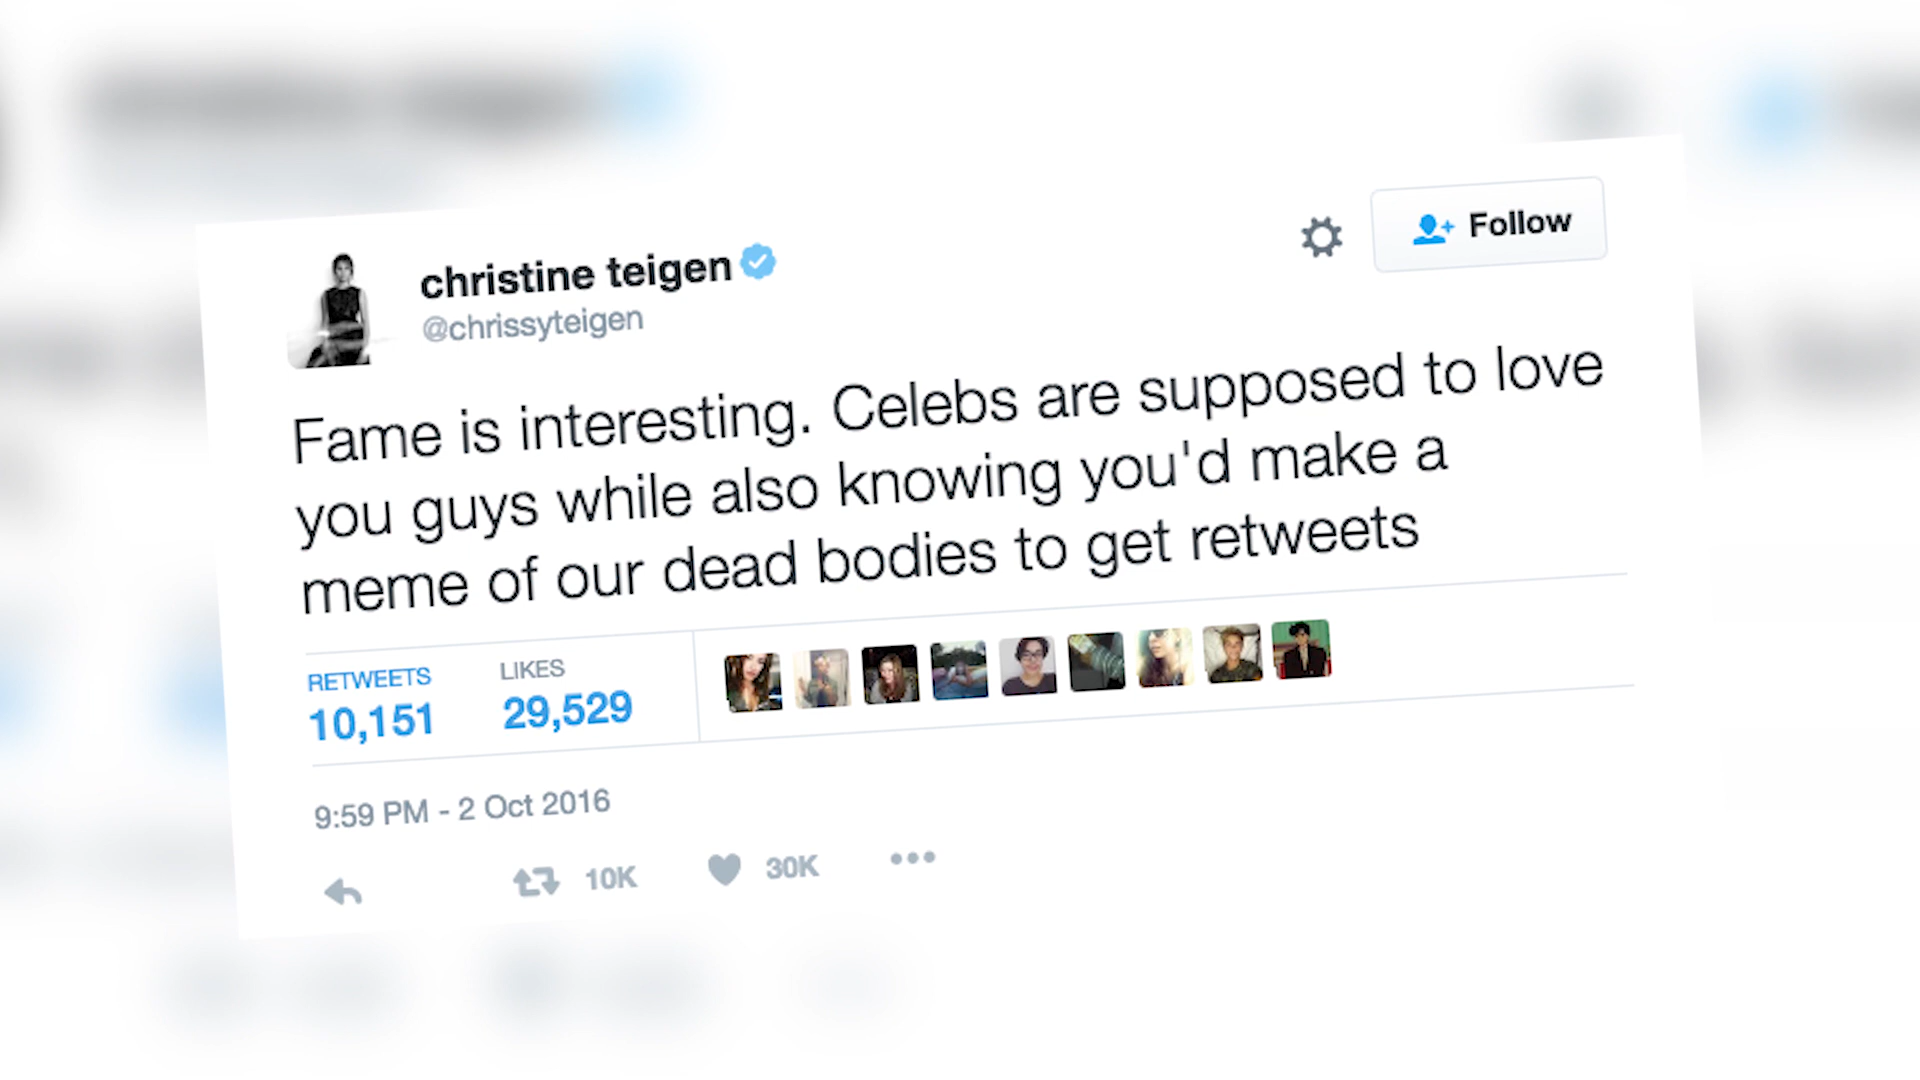 christine teigen
@chrissyteigen
Follow
Fame is interesting. Celebs are supposed to love
you guys while also knowing you'd make a
meme of our dead bodies to get retweets
RETWEETS
10,151
LIKES
29,529
9:59 PM - 2 Oct 2016
10K
30K